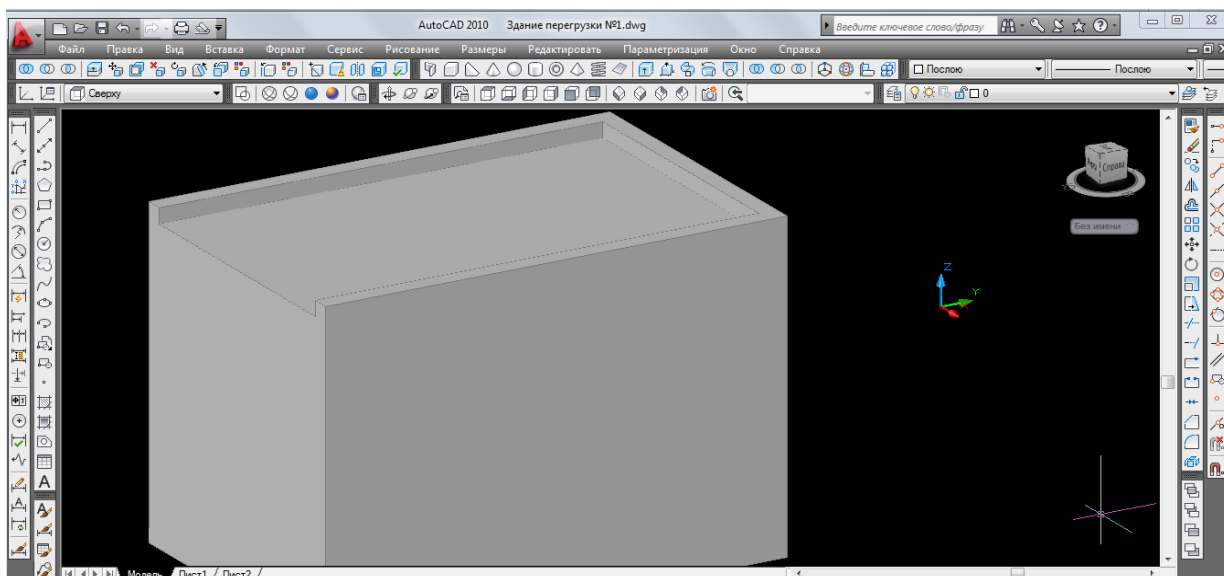 AutoCAD 2010 Здание перегрузки №1.dwg Введите ключевое слово/фразу
Файл Правка Вид Вставка Формат Сервис Рисование Размеры Редактировать Параметризация Окно Справка
Послою Послою
Сверху 0
Справа
Без имени
Z
Y
Модель Лист1 Лист2